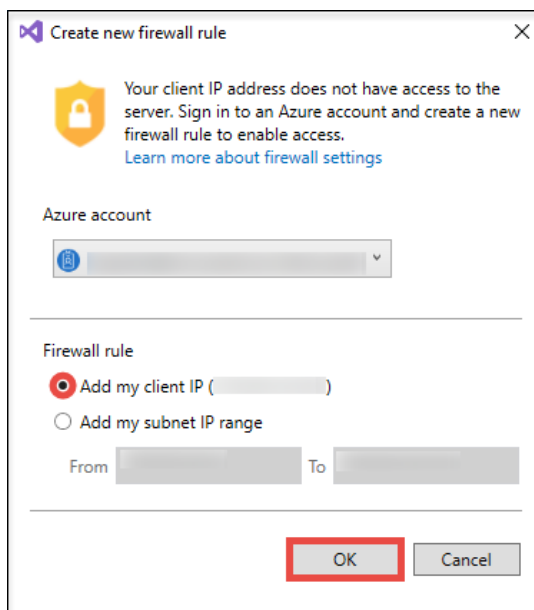 Create new firewall rule
Your client IP address does not have access to the
server. Sign in to an Azure account and create a new
firewall rule to enable access.
Learn more about firewall settings
Azure account
Firewall rule
Add my client IP ( )
Add my subnet IP range
From To
OK Cancel